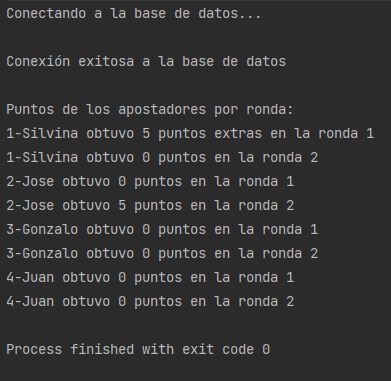 Conectando a la base de datos...
Conexión exitosa a la base de datos
Puntos de los apostadores por ronda:
1-Silvina obtuvo 5 puntos extras en la ronda 1
1-Silvina obtuvo 0 puntos en la ronda 2
2-Jose obtuvo 0 puntos en la ronda 1
2-Jose obtuvo 5 puntos en la ronda 2
3-Gonzalo obtuvo 0 puntos en la ronda 1
3-Gonzalo obtuvo 0 puntos en la ronda 2
4-Juan obtuvo 0 puntos en la ronda 1
4-Juan obtuvo 0 puntos en la ronda 2
Process finished with exit code 0